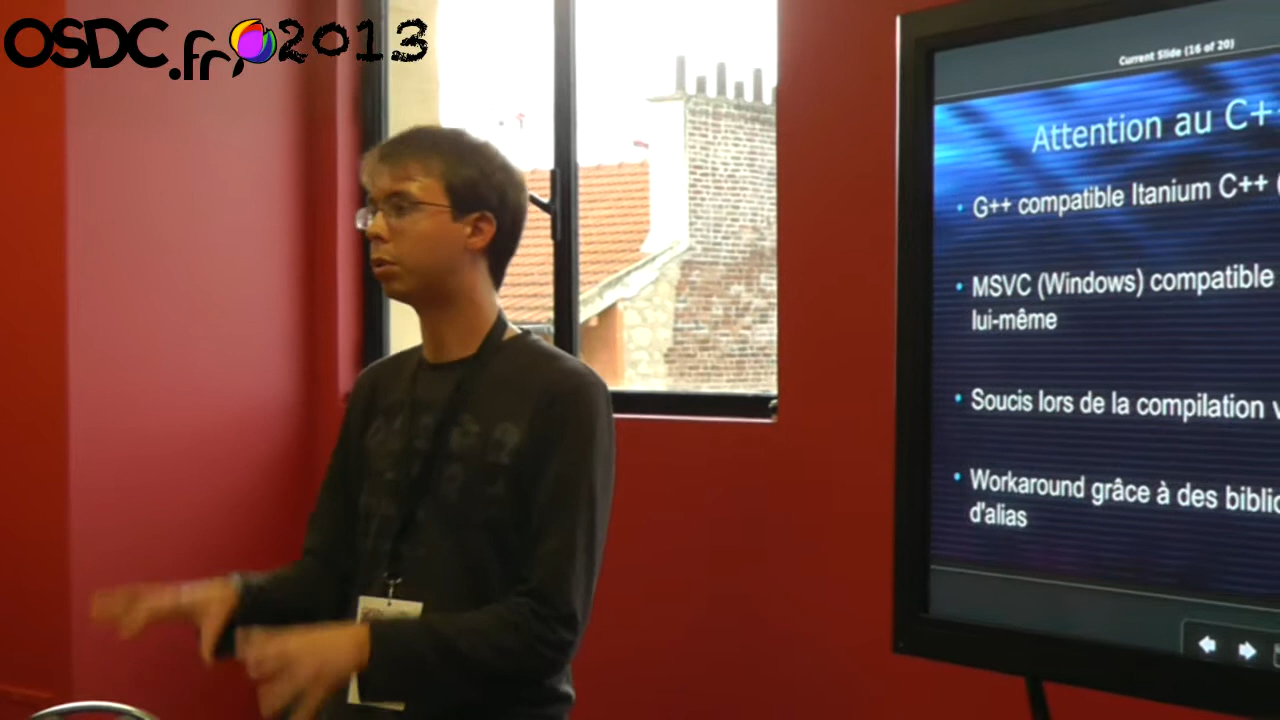 OSDC.fr 2013
Current Slide (16 of 20)
Attention au C+
G++ compatible Itanium C++
MSVC (Windows) compatible
lui-même
Soucis lors de la compilation
Workaround grâce à des biblio
d'alias